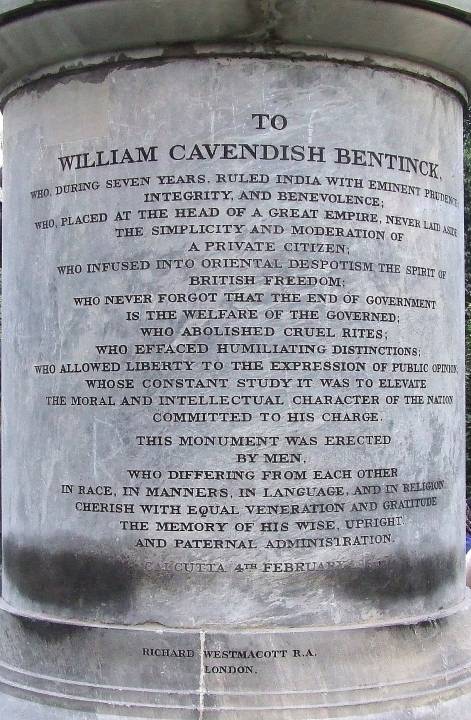 TO
WILLIAM CAVENDISH BENTINCK,
WHO, DURING SEVEN YEARS, RULED INDIA WITH EMINENT PRUDENCE,
INTEGRITY, AND BENEVOLENCE;
WHO, PLACED AT THE HEAD OF A GREAT EMPIRE, NEVER LAID ASIDE
THE SIMPLICITY AND MODERATION OF
A PRIVATE CITIZEN;
WHO INFUSED INTO ORIENTAL DESPOTISM THE SPIRIT OF
BRITISH FREEDOM;
WHO NEVER FORGOT THAT THE END OF GOVERNMENT
IS THE WELFARE OF THE GOVERNED;
WHO ABOLISHED CRUEL RITES;
WHO EFFACED HUMILIATING DISTINCTIONS;
WHO ALLOWED LIBERTY TO THE EXPRESSION OF PUBLIC OPINION;
WHOSE CONSTANT STUDY IT WAS TO ELEVATE
THE MORAL AND INTELLECTUAL CHARACTER OF THE NATION
COMMITTED TO HIS CHARGE.
THIS MONUMENT WAS ERECTED
BY MEN,
WHO DIFFERING FROM EACH OTHER
IN RACE, IN MANNERS, IN LANGUAGE, AND IN RELIGION,
CHERISH WITH EQUAL VENERATION AND GRATITUDE
THE MEMORY OF HIS WISE, UPRIGHT,
AND PATERNAL ADMINISTRATION.
CALCUTTA 4TH FEBRUARY
RICHARD WESTMACOTT R.A.
LONDON.